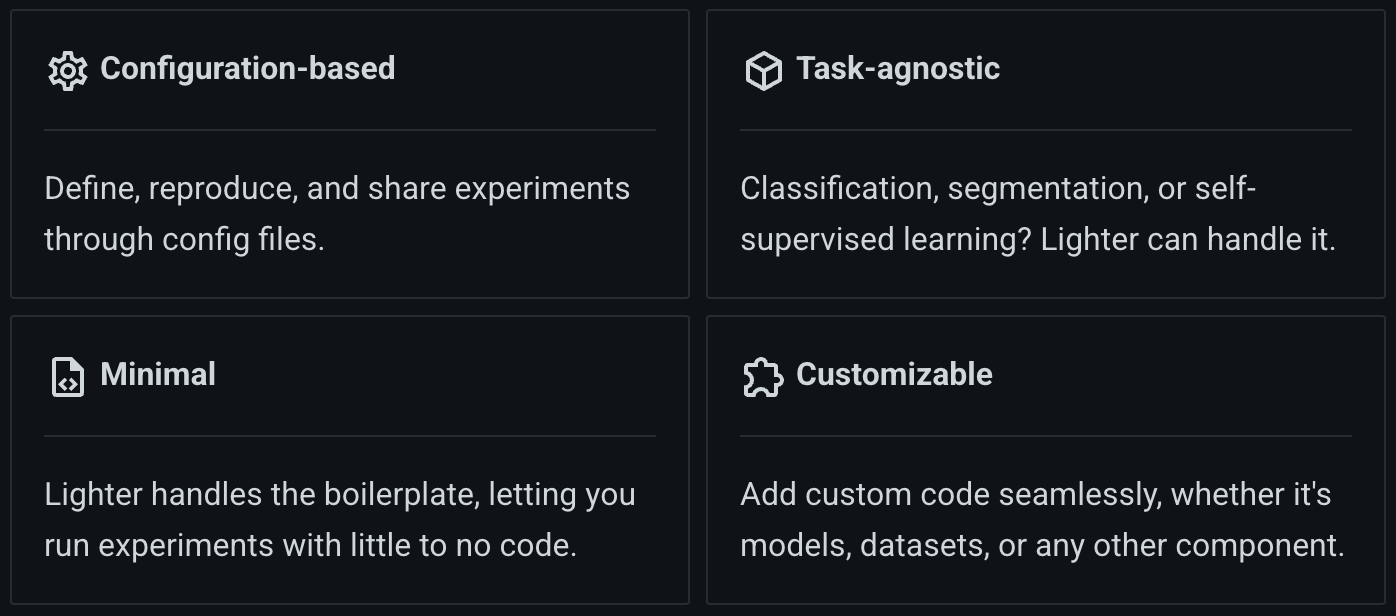 Configuration-based
Define, reproduce, and share experiments
through config files.
Task-agnostic
Classification, segmentation, or self-
supervised learning? Lighter can handle it.
Minimal
Lighter handles the boilerplate, letting you
run experiments with little to no code.
Customizable
Add custom code seamlessly, whether it's
models, datasets, or any other component.